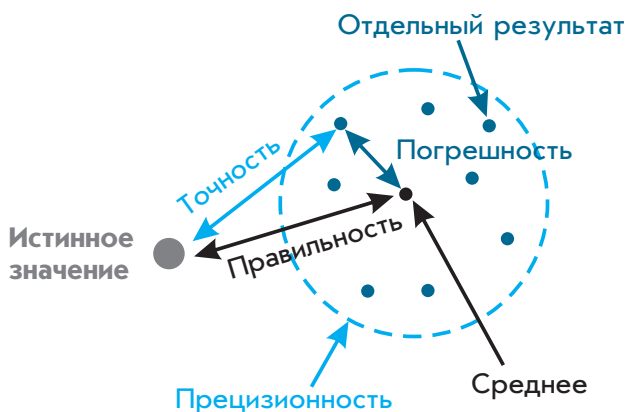 Отдельный результат
Точность
Погрешность
Истинное
значение
Правильность
Прецизионность
Среднее